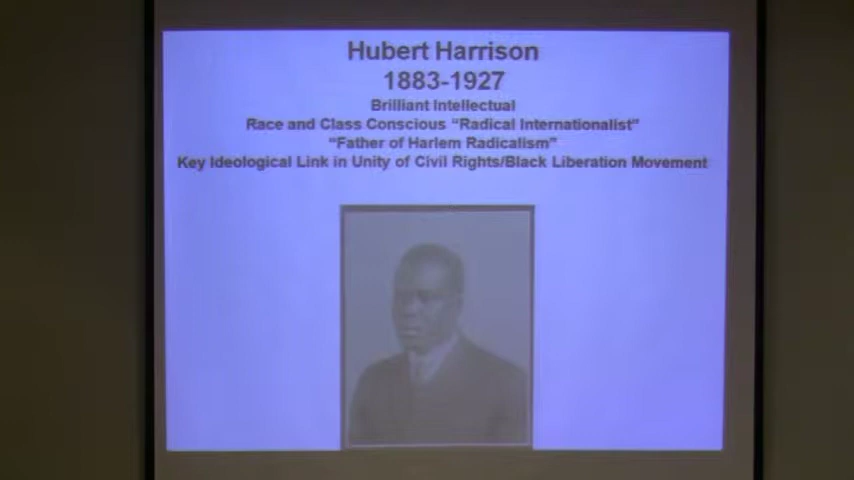 Hubert Harrison
1883-1927
Brilliant Intellectual
Race and Class Conscious “Radical Internationalist”
“Father of Harlem Radicalism”
Key Ideological Link in Unity of Civil Rights/Black Liberation Movement